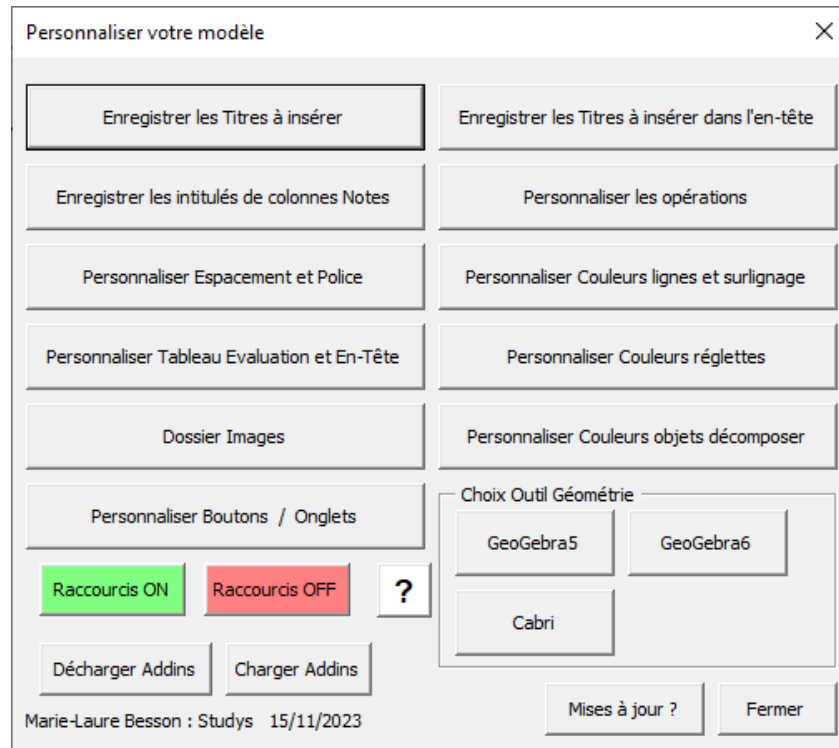 Personnaliser votre modèle
Enregistrer les Titres à insérer
Enregistrer les Titres à insérer dans l'en-tête
Enregistrer les intitulés de colonnes Notes
Personnaliser les opérations
Personnaliser Espacement et Police
Personnaliser Couleurs lignes et surlignage
Personnaliser Tableau Evaluation et En-Tête
Personnaliser Couleurs réglettes
Dossier Images
Personnaliser Couleurs objets décomposer
Personnaliser Boutons / Onglets
Choix Outil Géométrie
GeoGebra5
GeoGebra6
Cabri
Raccourcis ON
Raccourcis OFF
?
Décharger Addins
Charger Addins
Marie-Laure Besson : Studys 15/11/2023
Mises à jour ?
Fermer